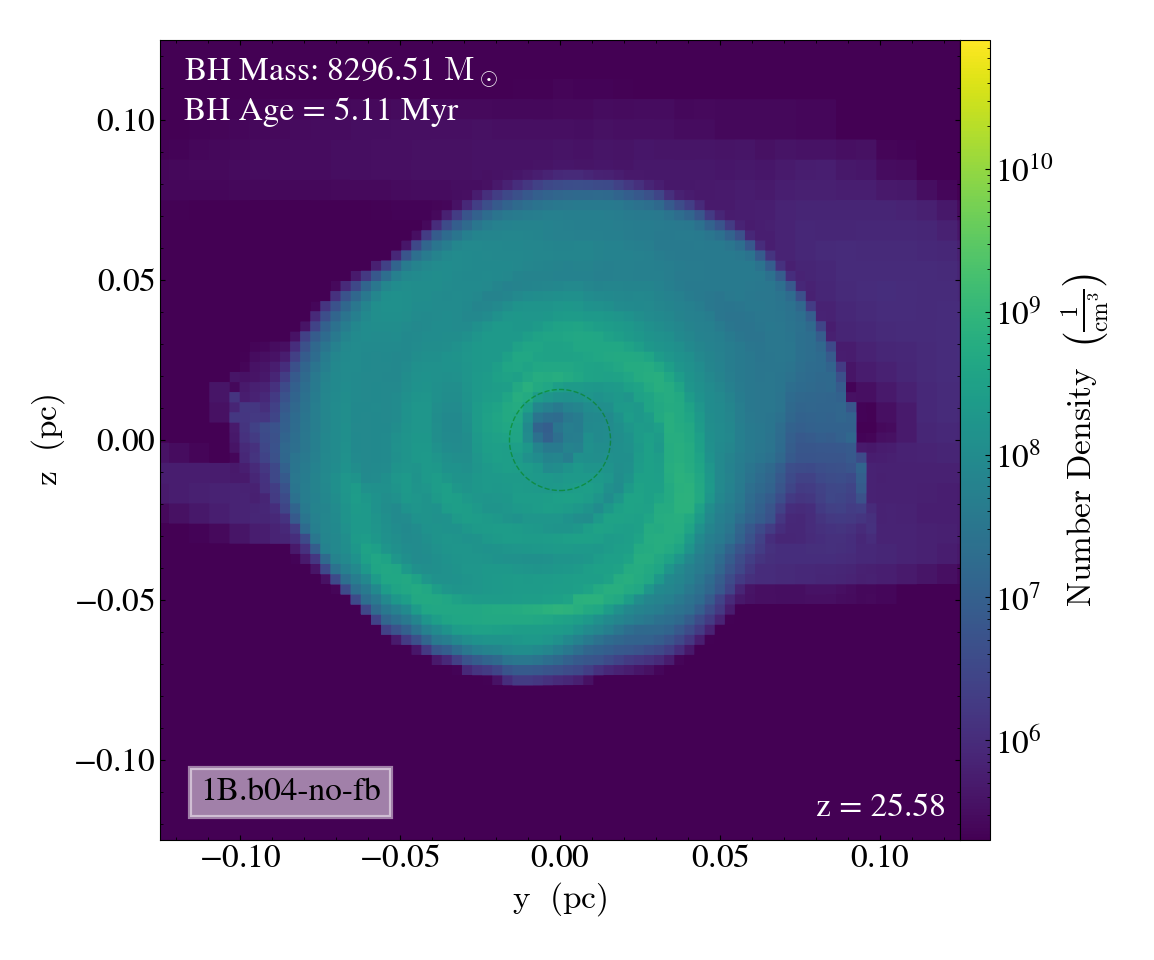 BH Mass: 8296.51 M⊙
BH Age = 5.11 Myr
0.10
0.05
0.00
−0.05
−0.10
z (pc)
1B.b04-no-fb
z = 25.58
−0.10 −0.05 0.00 0.05 0.10
y (pc)
10^10
10^9
10^8
10^7
10^6
Number Density (1/cm^3)